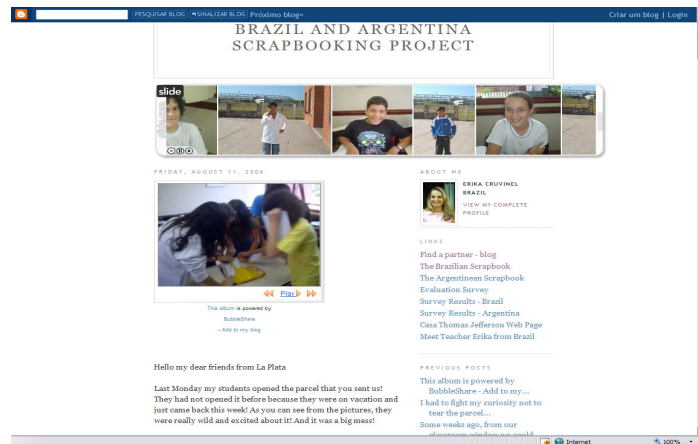 PESQUISAR BLOG SINALIZAR BLOG Próximo blog» Criar um blog | Login
BRAZIL AND ARGENTINA
SCRAPBOOKING PROJECT
slide
FRIDAY, AUGUST 11, 2006
Play
This album is powered by
BubbleShare
- Add to my blog
Hello my dear friends from La Plata
Last Monday my students opened the parcel that you sent us!
They had not opened it before because they were on vacation and
just came back this week! As you can see from the pictures, they
were really wild and excited about it! And it was a big mess!
ABOUT ME
ERIKA CRUVINEL
BRAZIL
VIEW MY COMPLETE
PROFILE
LINKS
Find a partner - blog
The Brazilian Scrapbook
The Argentinean Scrapbook
Evaluation Survey
Survey Results - Brazil
Survey Results - Argentina
Casa Thomas Jefferson Web Page
Meet Teacher Erika from Brazil
PREVIOUS POSTS
This album is powered by
BubbleShare - Add to my...
I had to fight my curiosity not to
tear the parcel...
Some weeks ago, from our
classroom window we could
Internet 100%